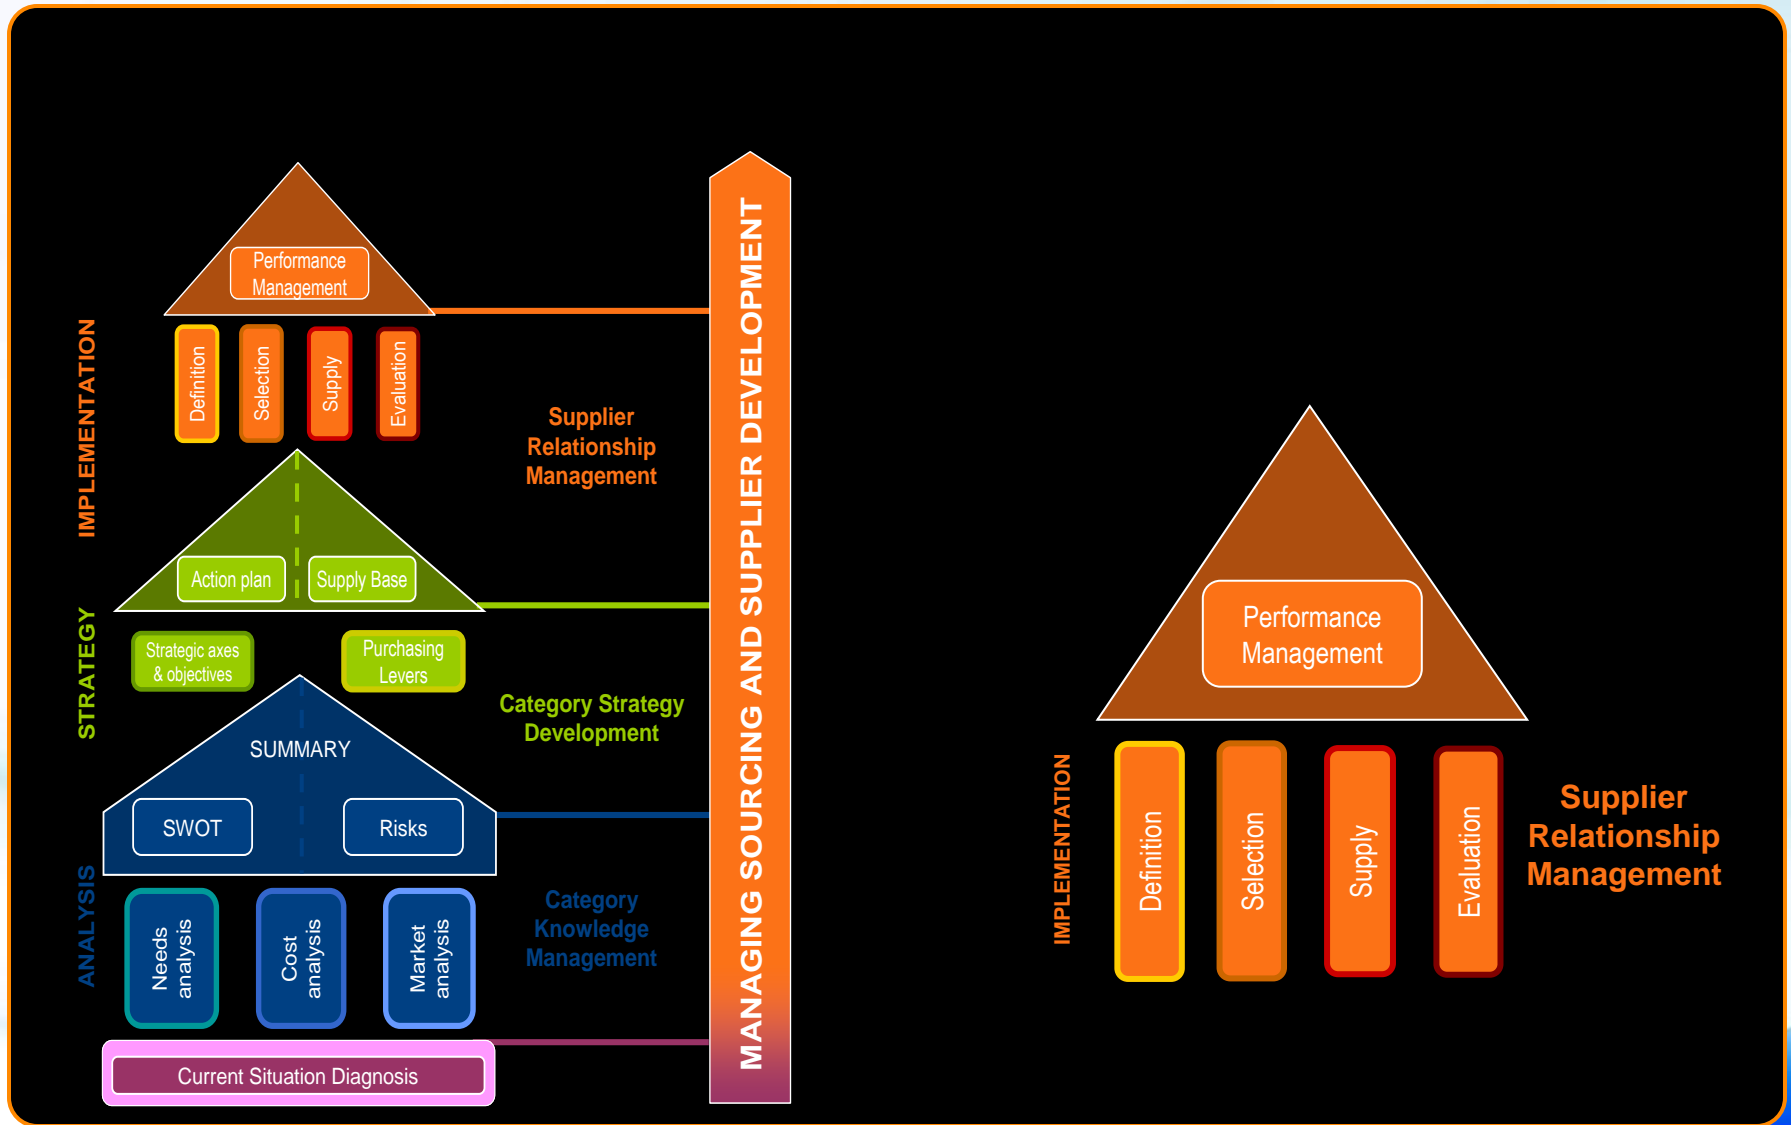 Performance
Management
IMPLEMENTATION
Definition
Selection
Supply
Evaluation
Supplier
Relationship
Management
Action plan
Supply Base
STRATEGY
Strategic axes
& objectives
Purchasing
Levers
Category Strategy
Development
SUMMARY
SWOT
Risks
ANALYSIS
Needs
analysis
Cost
analysis
Market
analysis
Category
Knowledge
Management
Current Situation Diagnosis
MANAGING SOURCING AND SUPPLIER DEVELOPMENT
Performance
Management
IMPLEMENTATION
Definition
Selection
Supply
Evaluation
Supplier
Relationship
Management